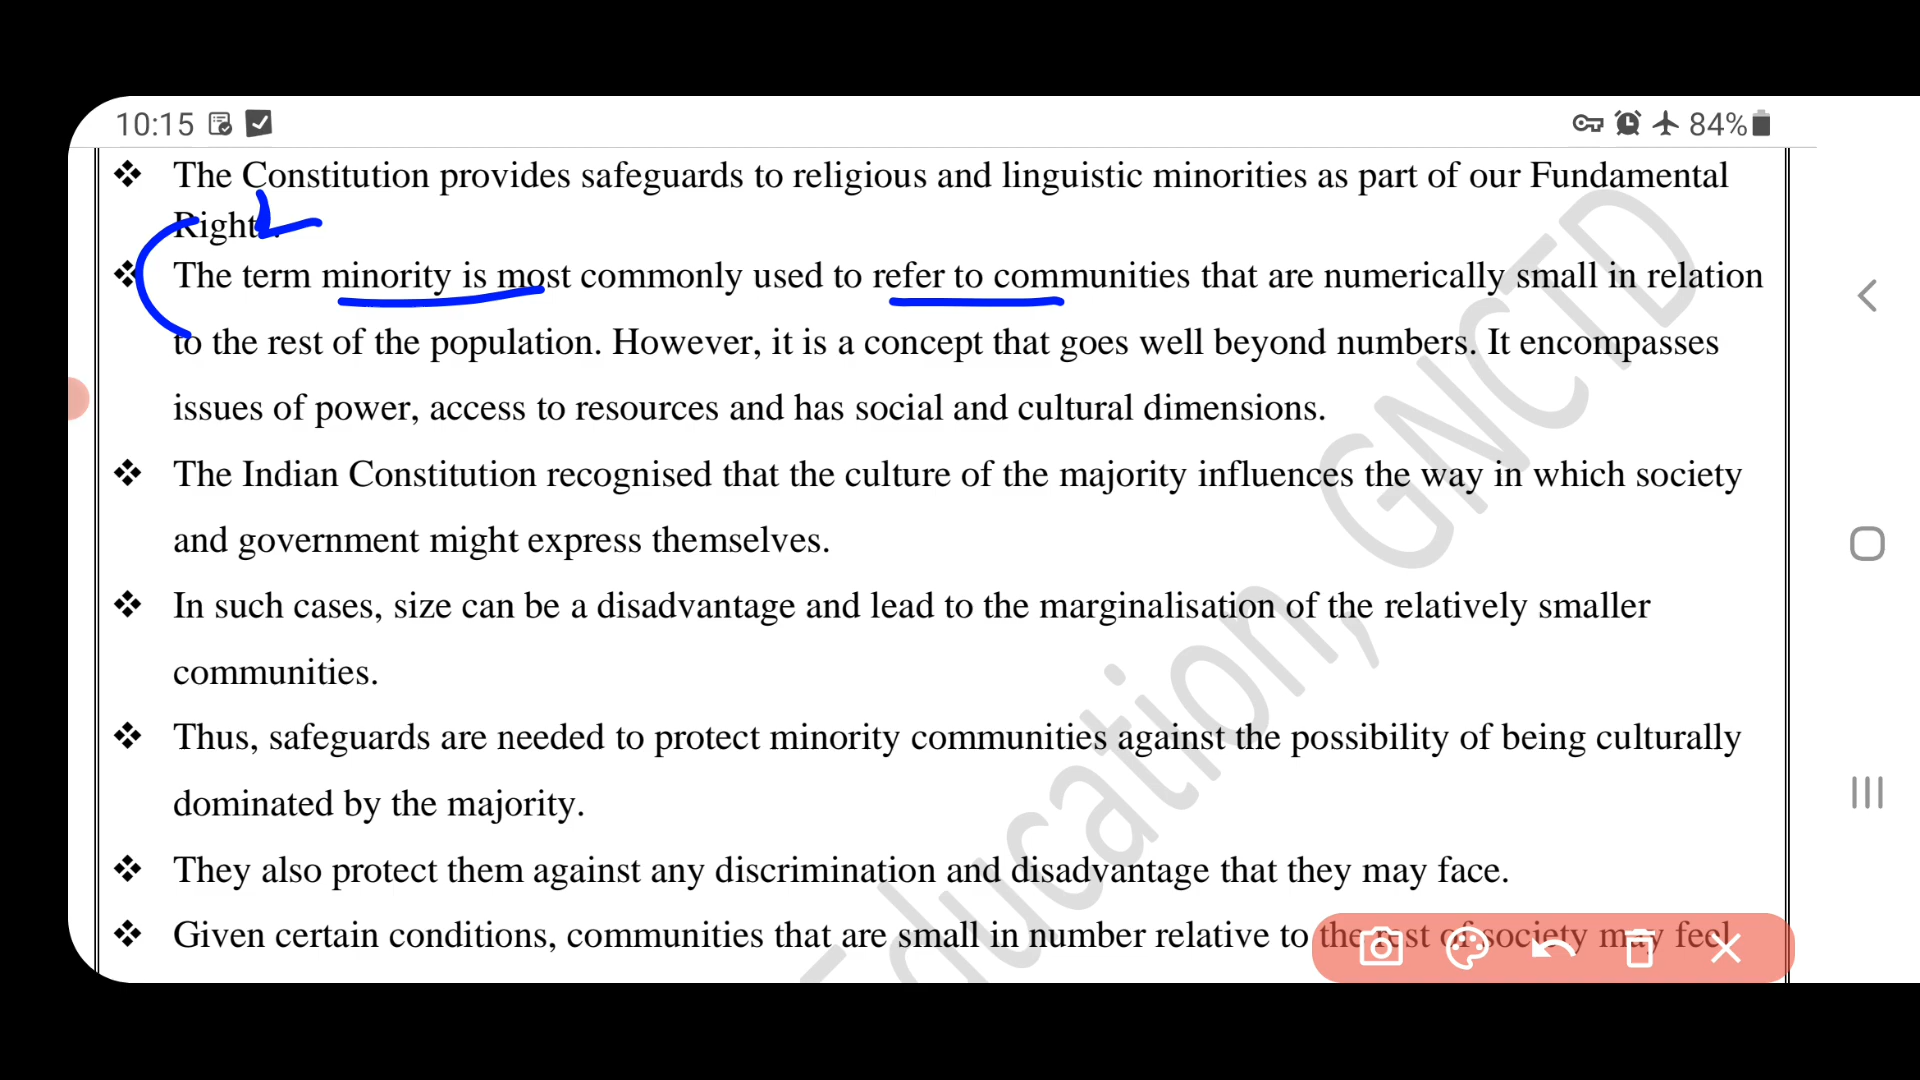 10:15 84%
❖ The Constitution provides safeguards to religious and linguistic minorities as part of our Fundamental
Rights.
❖ The term minority is most commonly used to refer to communities that are numerically small in relation
to the rest of the population. However, it is a concept that goes well beyond numbers. It encompasses
issues of power, access to resources and has social and cultural dimensions.
❖ The Indian Constitution recognised that the culture of the majority influences the way in which society
and government might express themselves.
❖ In such cases, size can be a disadvantage and lead to the marginalisation of the relatively smaller
communities.
❖ Thus, safeguards are needed to protect minority communities against the possibility of being culturally
dominated by the majority.
❖ They also protect them against any discrimination and disadvantage that they may face.
❖ Given certain conditions, communities that are small in number relative to the rest of society may feel
Education, GNCTD